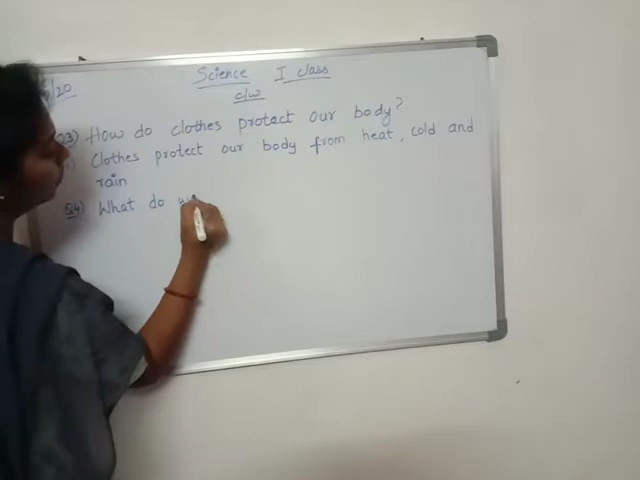 /20
Science I class
c/w
Q3) How do clothes protect our body?
) Clothes protect our body from heat, cold and
rain
Q4) What do